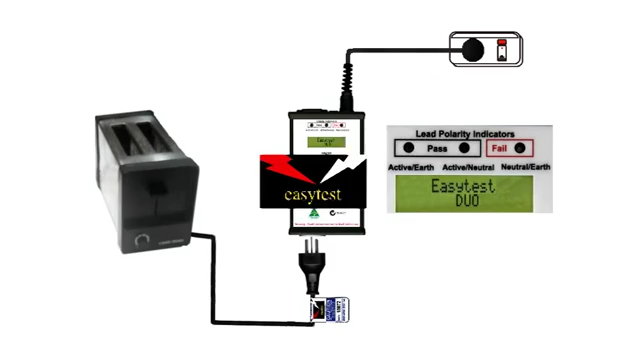 easytest
Lead Polarity Indicators
Pass
Fail
Active/Earth Active/Neutral Neutral/Earth
Easytest
DUO